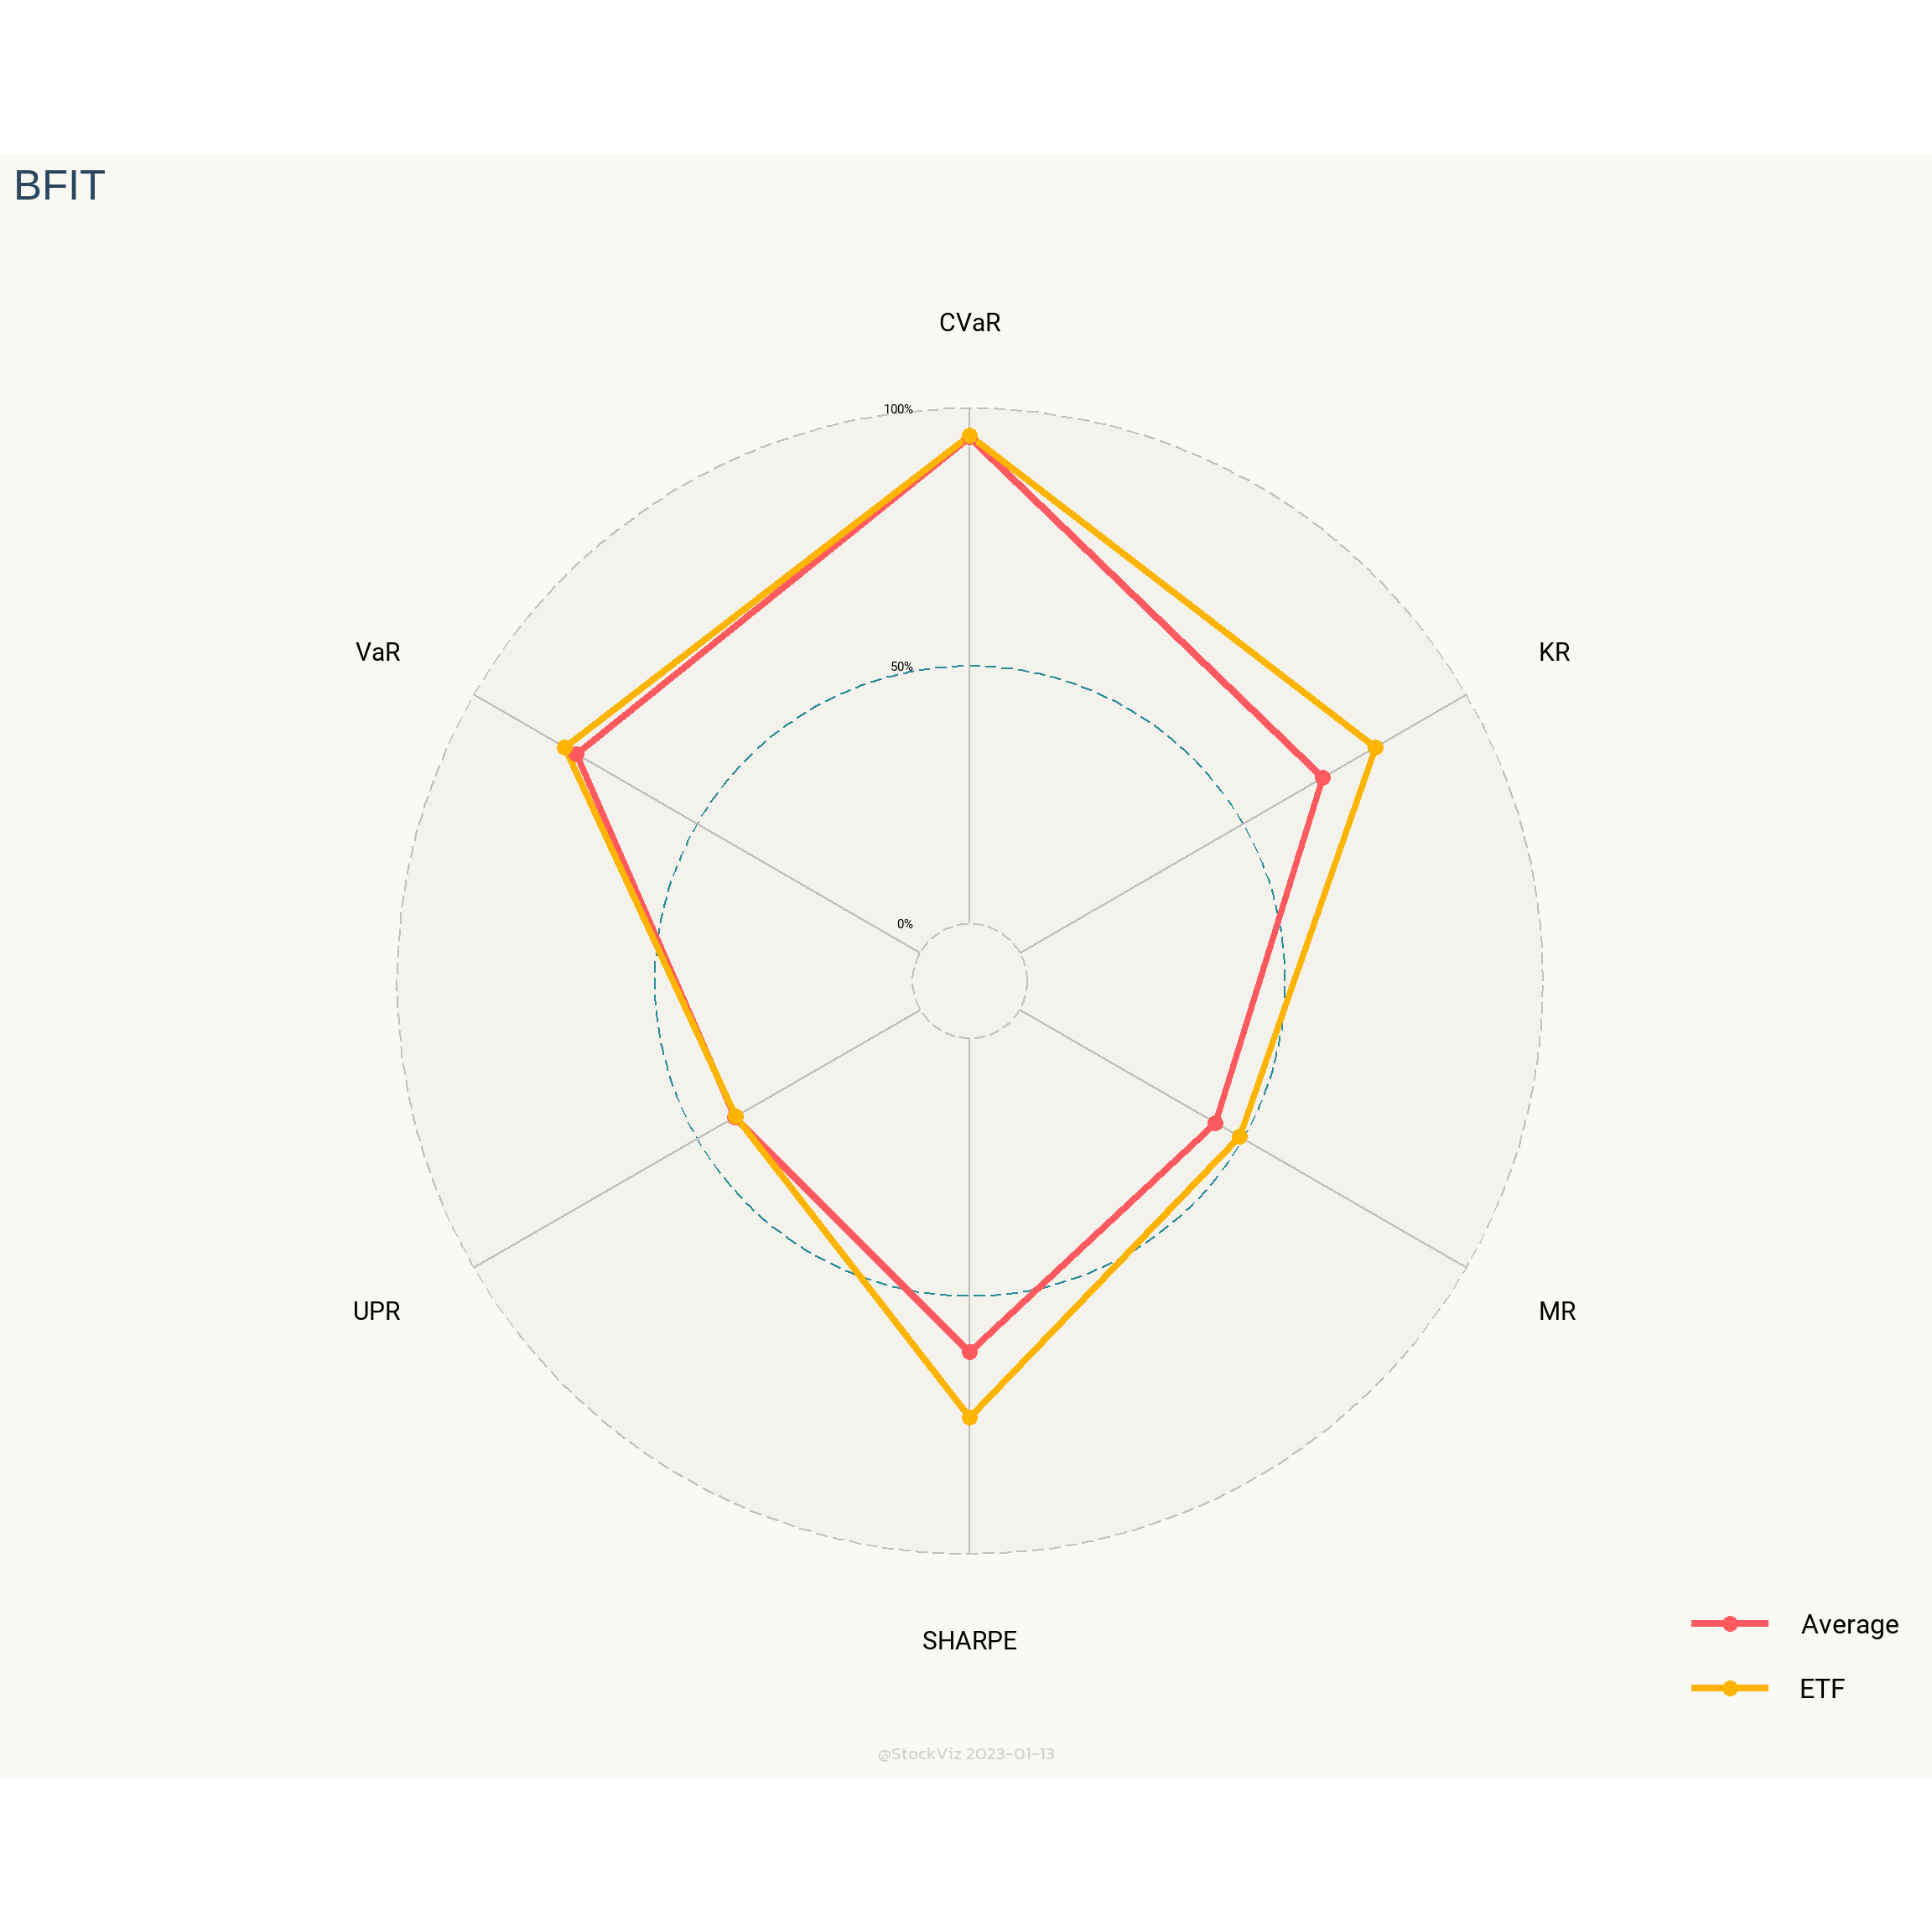 BFIT
CVaR
100%
VaR
KR
50%
0%
UPR
MR
SHARPE
Average
ETF
@StockViz 2023-01-13